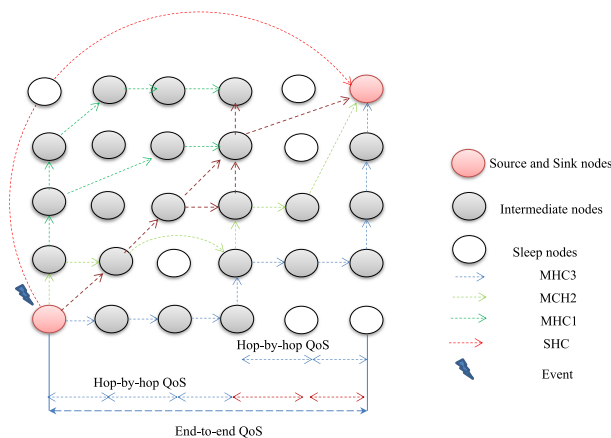 Source and Sink nodes
Intermediate nodes
Sleep nodes
MHC3
MCH2
MHC1
SHC
Event
Hop-by-hop QoS
Hop-by-hop QoS
End-to-end QoS